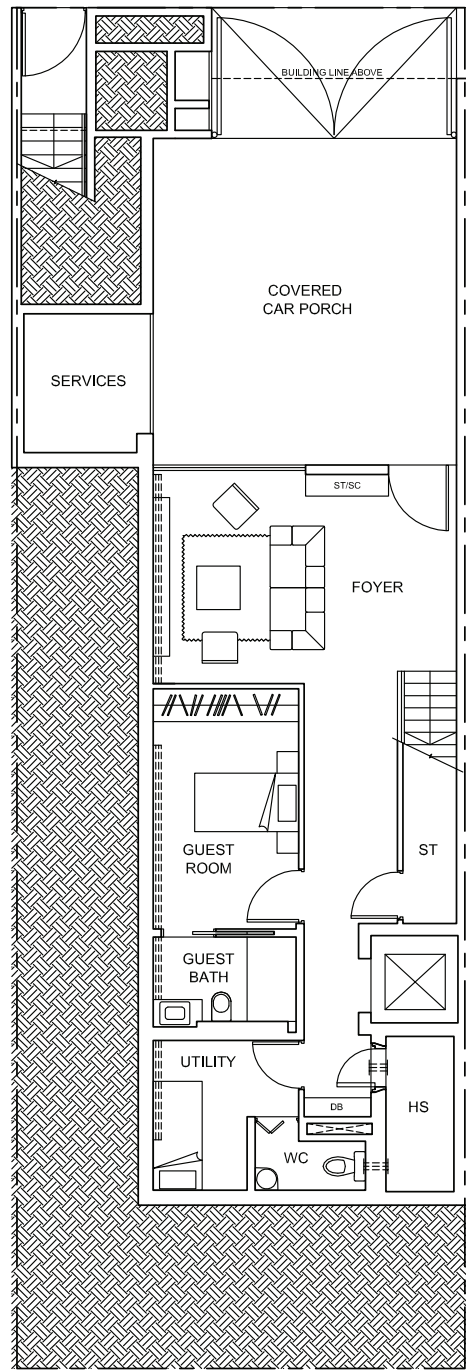 BUILDING LINE ABOVE
COVERED
CAR PORCH
SERVICES
ST/SC
FOYER
GUEST
ROOM
ST
GUEST
BATH
UTILITY
DB
HS
WC